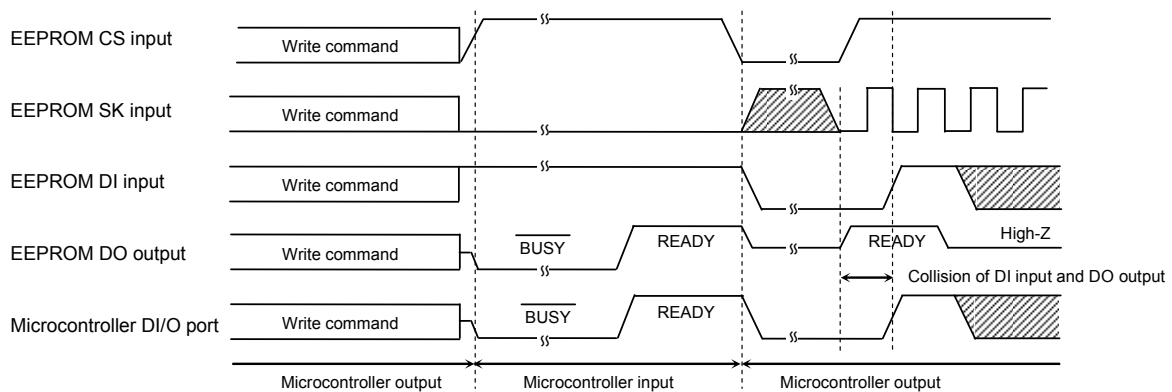 EEPROM CS input
Write command
EEPROM SK input
Write command
EEPROM DI input
Write command
EEPROM DO output
Write command
BUSY
READY
READY
High-Z
Collision of DI input and DO output
Microcontroller DI/O port
Write command
BUSY
READY
Microcontroller output
Microcontroller input
Microcontroller output